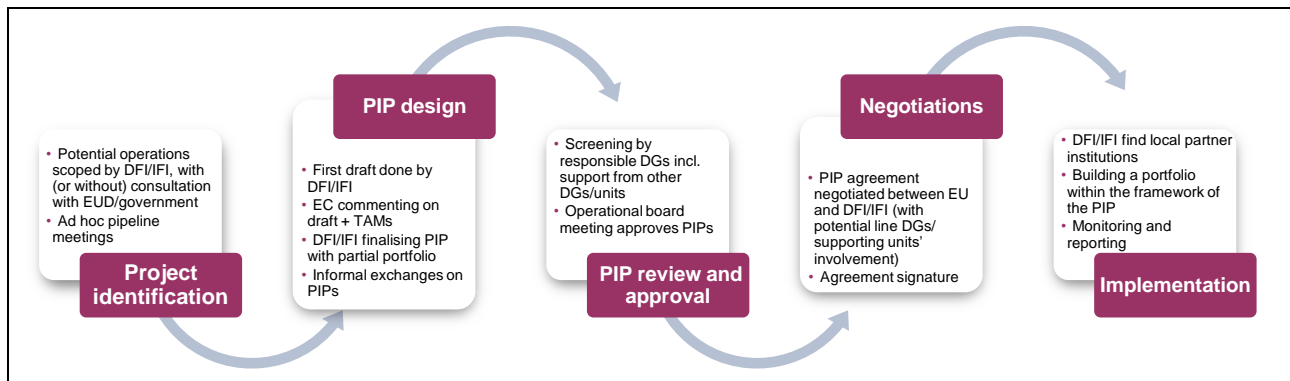 • Potential operations
scoped by DFI/IFI, with
(or without) consultation
with EUD/government
• Ad hoc pipeline
meetings
Project
identification
PIP design
• First draft done by
DFI/IFI
• EC commenting on
draft + TAMs
• DFI/IFI finalising PIP
with partial portfolio
• Informal exchanges on
PIPs
• Screening by
responsible DGs incl.
support from other
DGs/units
• Operational board
meeting approves PIPs
PIP review and
approval
Negotiations
• PIP agreement
negotiated between EU
and DFI/IFI (with
potential line DGs/
supporting units’
involvement)
• Agreement signature
• DFI/IFI find local partner
institutions
• Building a portfolio
within the framework of
the PIP
• Monitoring and
reporting
Implementation